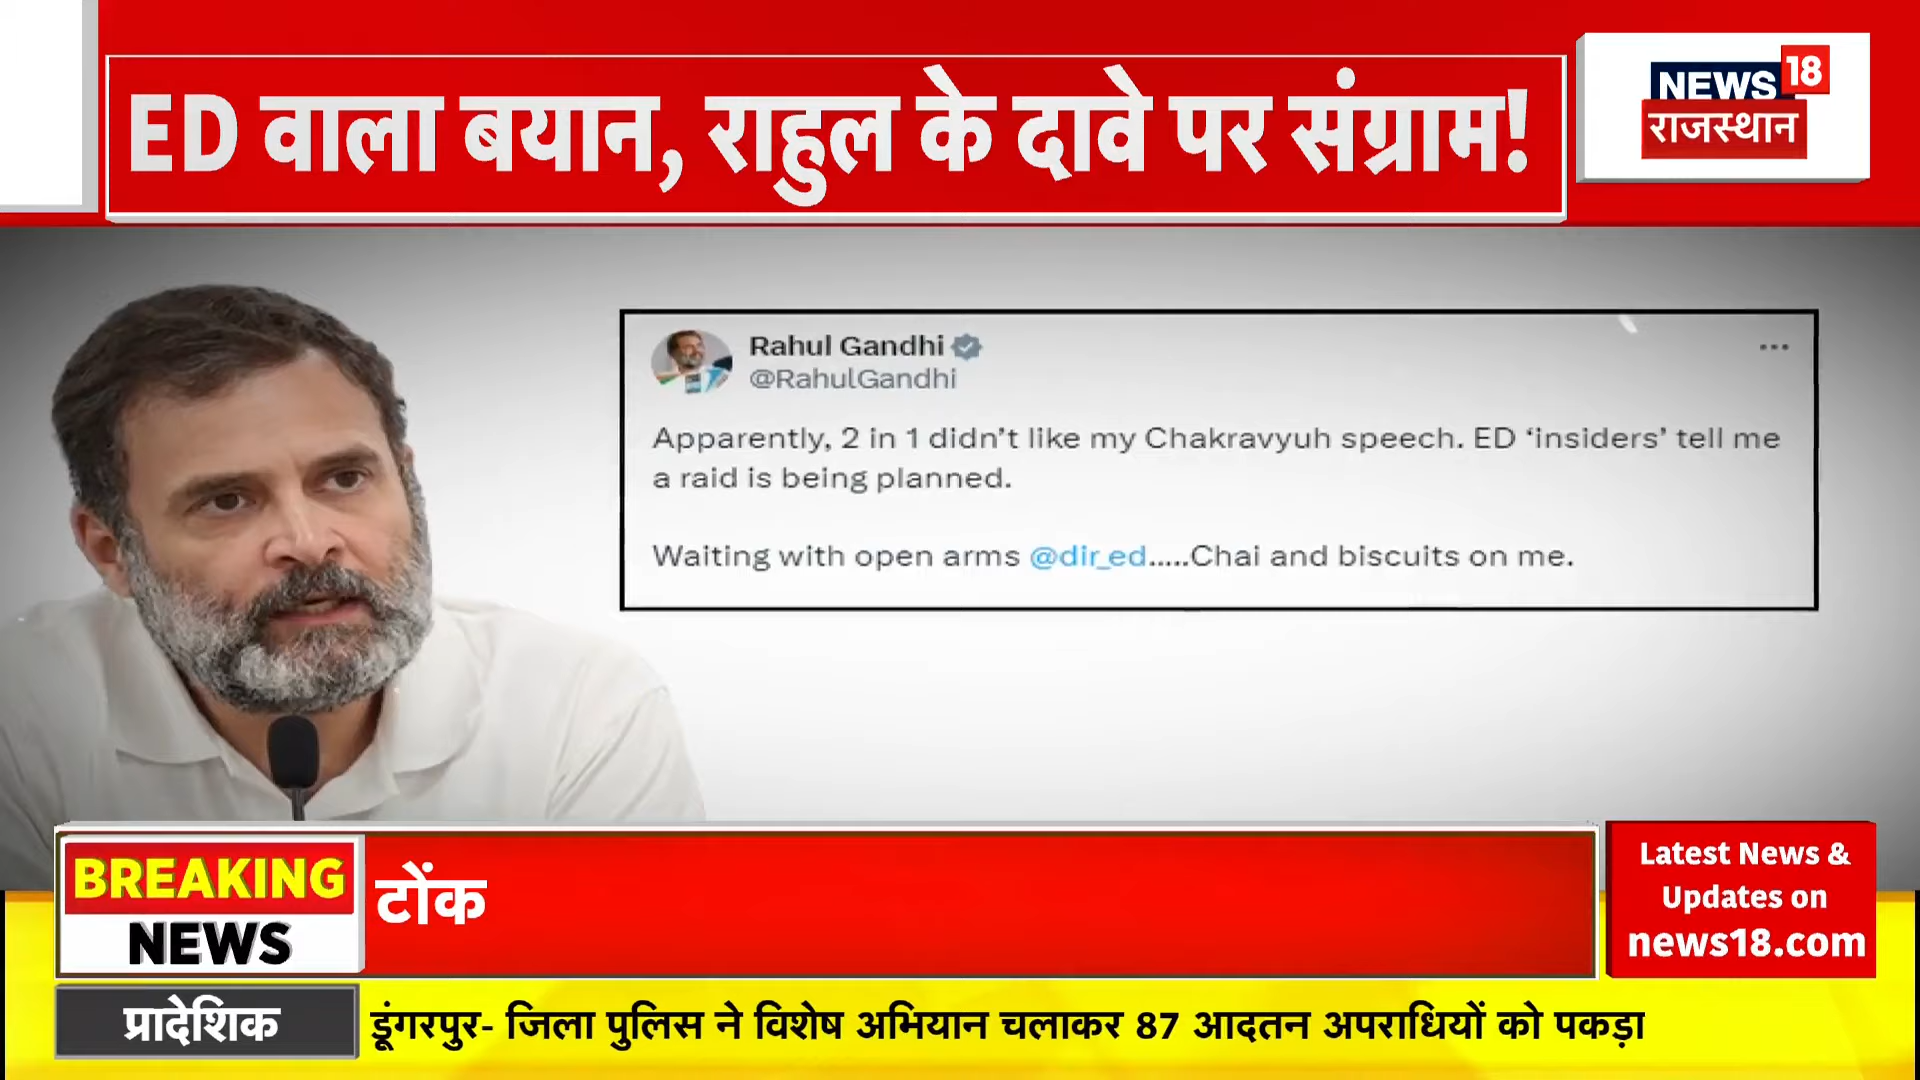 ED वाला बयान, राहुल के दावे पर संग्राम!
NEWS 18
राजस्थान
Rahul Gandhi
@RahulGandhi
Apparently, 2 in 1 didn’t like my Chakravyuh speech. ED ‘insiders’ tell me
a raid is being planned.
Waiting with open arms @dir_ed.....Chai and biscuits on me.
BREAKING
NEWS
टोंक
Latest News &
Updates on
news18.com
प्रादेशिक
डूंगरपुर- जिला पुलिस ने विशेष अभियान चलाकर 87 आदतन अपराधियों को पकड़ा